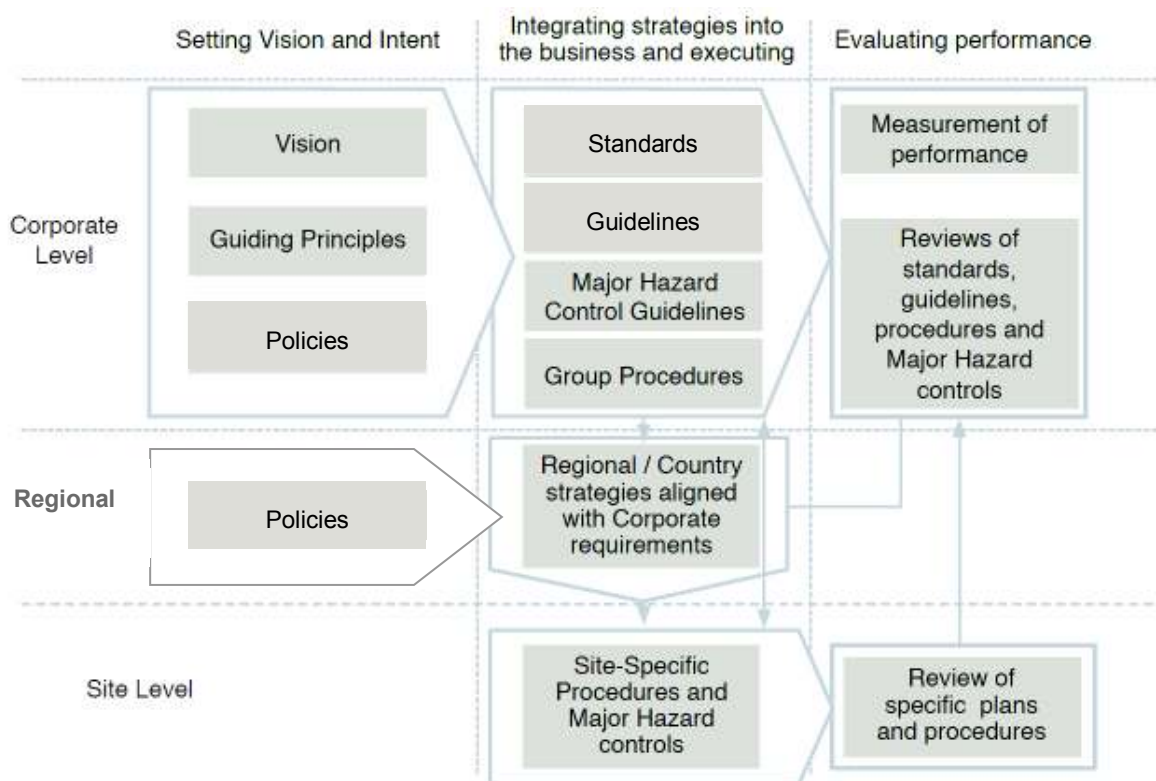 Setting Vision and Intent
Integrating strategies into
the business and executing
Evaluating performance
Corporate
Level
Vision
Guiding Principles
Policies
Standards
Guidelines
Major Hazard
Control Guidelines
Group Procedures
Measurement of
performance
Reviews of
standards,
guidelines,
procedures and
Major Hazard
controls
Regional
Policies
Regional / Country
strategies aligned
with Corporate
requirements
Site Level
Site-Specific
Procedures and
Major Hazard
controls
Review of
specific plans
and procedures